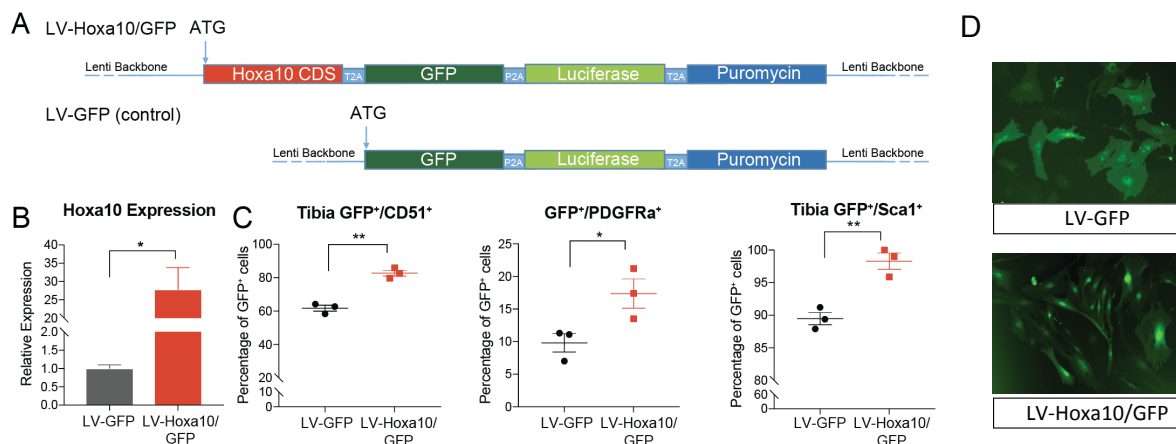 A
LV-Hoxa10/GFP
ATG
Lenti Backbone
Hoxa10 CDS
T2A
GFP
P2A
Luciferase
T2A
Puromycin
Lenti Backbone
LV-GFP (control)
ATG
Lenti Backbone
GFP
P2A
Luciferase
T2A
Puromycin
Lenti Backbone
B
Hoxa10 Expression
*
Relative Expression
40
35
30
25
20
2.0
1.5
1.0
0.5
0.0
LV-GFP
LV-Hoxa10/
GFP
C
Tibia GFP⁺/CD51⁺
**
Percentage of GFP⁺ cells
100
80
60
40
20
20
0
LV-GFP
LV-Hoxa10/
GFP
GFP⁺/PDGFRa⁺
*
Percentage of GFP⁺ cells
25
20
15
10
5
0
LV-GFP
LV-Hoxa10/
GFP
Tibia GFP⁺/Sca1⁺
**
Percentage of GFP⁺ cells
100
95
90
85
80
80
60
0
LV-GFP
LV-Hoxa10/
GFP
D
LV-GFP
LV-Hoxa10/GFP